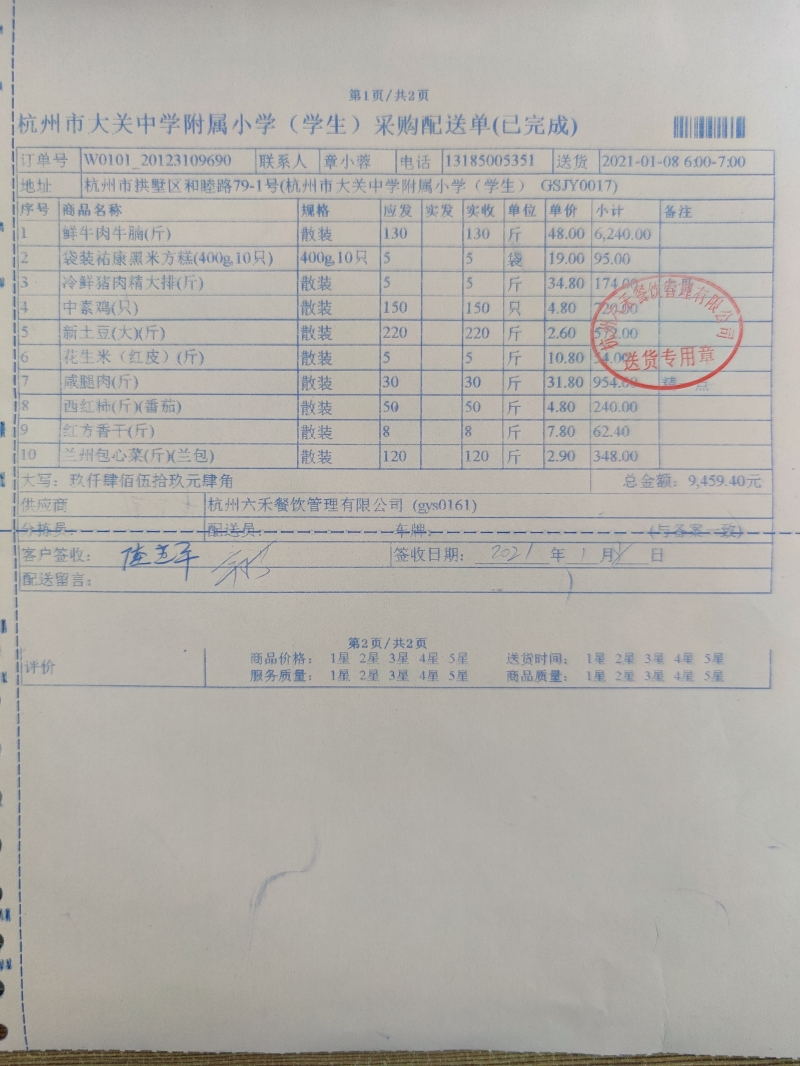 第1页/共2页
杭州市大关中学附属小学（学生）采购配送单(已完成)
订单号 W0101_20123109690 联系人 章小蓉 电话 13185005351 送货 2021-01-08 6:00-7:00
地址 杭州市拱墅区和睦路79-1号(杭州市大关中学附属小学（学生） GSJY0017)
序号 商品名称 规格 应发 实发 实收 单位 单价 小计 备注
1 鲜牛肉牛腩(斤) 散装 130 130 斤 48.00 6,240.00
2 袋装祐康黑米方糕(400g,10只) 400g,10只 5 5 袋 19.00 95.00
3 冷鲜猪肉精大排(斤) 散装 5 5 斤 34.80 174.00
4 中素鸡(只) 散装 150 150 只 4.80 720.00
5 新土豆(大)(斤) 散装 220 220 斤 2.60 572.00
6 花生米（红皮）(斤) 散装 5 5 斤 10.80 54.00
7 咸腿肉(斤) 散装 30 30 斤 31.80 954.00
8 西红柿(斤)(番茄) 散装 50 50 斤 4.80 240.00
9 红方香干(斤) 散装 8 8 斤 7.80 62.40
10 兰州包心菜(斤)(兰包) 散装 120 120 斤 2.90 348.00
送货专用章
大写：玖仟肆佰伍拾玖元肆角 总金额：9,459.40元
供应商 杭州六禾餐饮管理有限公司 (gys0161)
分拣员: 配送员: 车牌: (与备案一致)
客户签收： 签收日期： 2021 年 1 月 日
配送留言：
第2页/共2页
评价 商品价格： 1星 2星 3星 4星 5星 送货时间： 1星 2星 3星 4星 5星
服务质量： 1星 2星 3星 4星 5星 商品质量： 1星 2星 3星 4星 5星